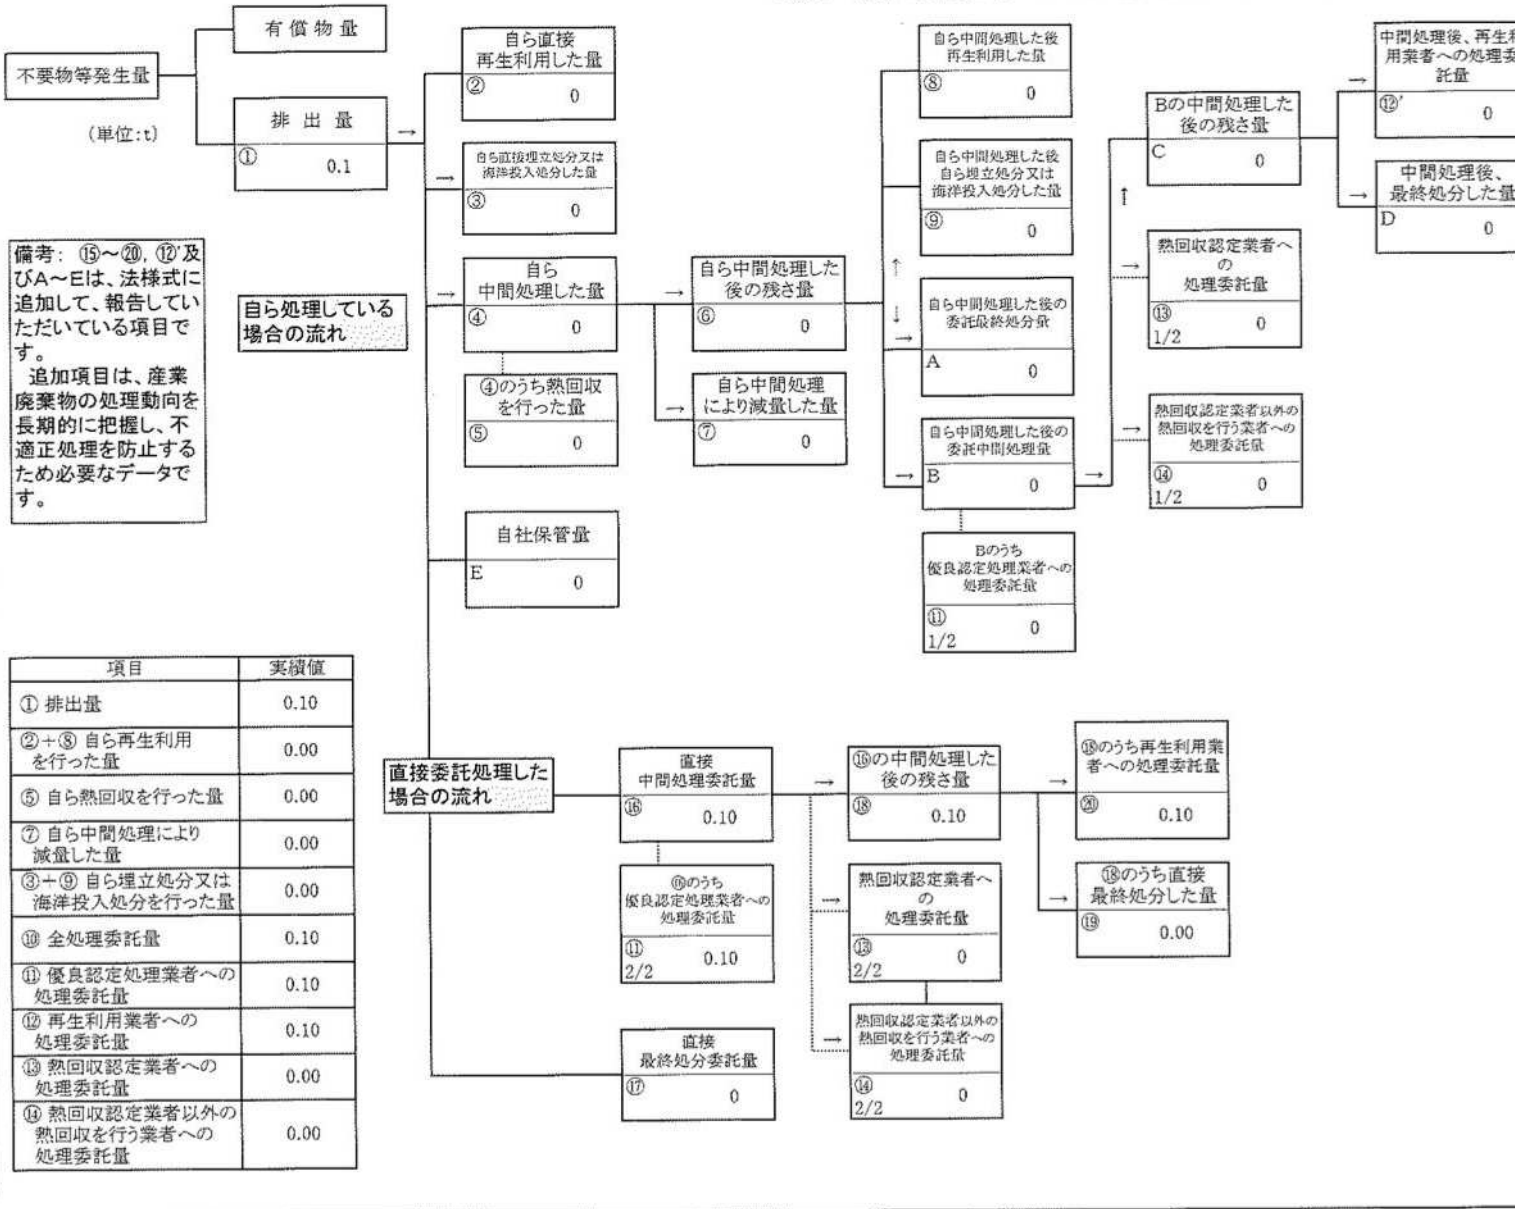 有償物量
不要物等発生量
(単位:t)
排出量
①
0.1
→
自ら直接
再生利用した量
②
0
→
自ら直接埋立処分又は
海洋投入処分した量
③
0
→
自ら
中間処理した量
④
0
④のうち熱回収
を行った量
⑤
0
自社保管量
E
0
→
自ら中間処理した
後の残さ量
⑥
0
→
自ら中間処理
により減量した量
⑦
0
自ら中間処理した後
再生利用した量
⑧
0
自ら中間処理した後
自ら埋立処分又は
海洋投入処分した量
⑨
0
↑
↓
→
自ら中間処理した後の
委託最終処分量
A
0
→
自ら中間処理した後の
委託中間処理量
B
0
→
Bのうち
優良認定処理業者への
処理委託量
⑪
1/2
0
Bの中間処理した
後の残さ量
C
0
↑
→
熱回収認定業者へ
の
処理委託量
⑬
1/2
0
→
熱回収認定業者以外の
熱回収を行う業者への
処理委託量
⑭
1/2
0
→
中間処理後、再生利
用業者への処理委
託量
⑫'
0
→
中間処理後、
最終処分した量
D
0
備考: ⑮~⑳, ⑫'及
びA~Eは、法様式に
追加して、報告してい
ただいている項目で
す。
追加項目は、産業
廃棄物の処理動向を
長期的に把握し、不
適正処理を防止する
ため必要なデータで
す。
自ら処理している
場合の流れ
項目 実績値
① 排出量 0.10
②+⑧ 自ら再生利用
を行った量 0.00
⑤ 自ら熱回収を行った量 0.00
⑦ 自ら中間処理により
減量した量 0.00
③+⑨ 自ら埋立処分又は
海洋投入処分を行った量 0.00
⑩ 全処理委託量 0.10
⑪ 優良認定処理業者への
処理委託量 0.10
⑫ 再生利用業者への
処理委託量 0.10
⑬ 熱回収認定業者への
処理委託量 0.00
⑭ 熱回収認定業者以外の
熱回収を行う業者への
処理委託量 0.00
直接委託処理した
場合の流れ
直接
中間処理委託量
⑯
0.10
⑯のうち
優良認定処理業者への
処理委託量
⑪
2/2
0.10
直接
最終処分委託量
⑰
0
→
⑯の中間処理した
後の残さ量
⑱
0.10
→
熱回収認定業者へ
の
処理委託量
⑬
2/2
0
→
熱回収認定業者以外の
熱回収を行う業者への
処理委託量
⑭
2/2
0
→
⑱のうち再生利用業
者への処理委託量
⑳
0.10
→
⑱のうち直接
最終処分した量
⑲
0.00